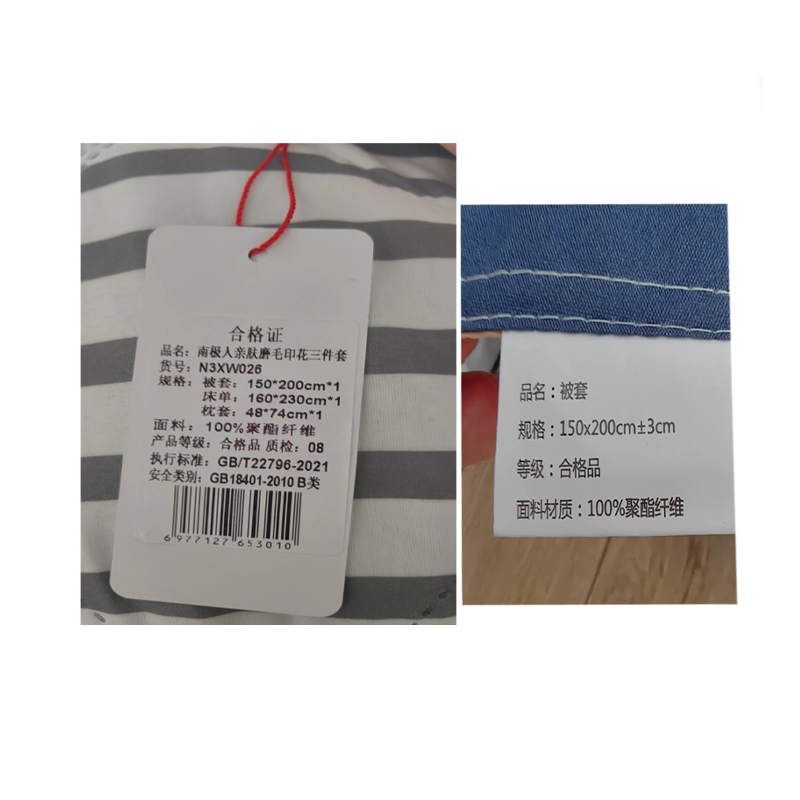 合格证
品名：南极人亲肤磨毛印花三件套
货号：N3XW026
规格：被套：150*200cm*1
床单：160*230cm*1
枕套：48*74cm*1
面料：100%聚酯纤维
产品等级：合格品 质检：08
执行标准：GB/T22796-2021
安全类别：GB18401-2010 B类
6 977127 653010
品名：被套
规格：150x200cm±3cm
等级：合格品
面料材质：100%聚酯纤维